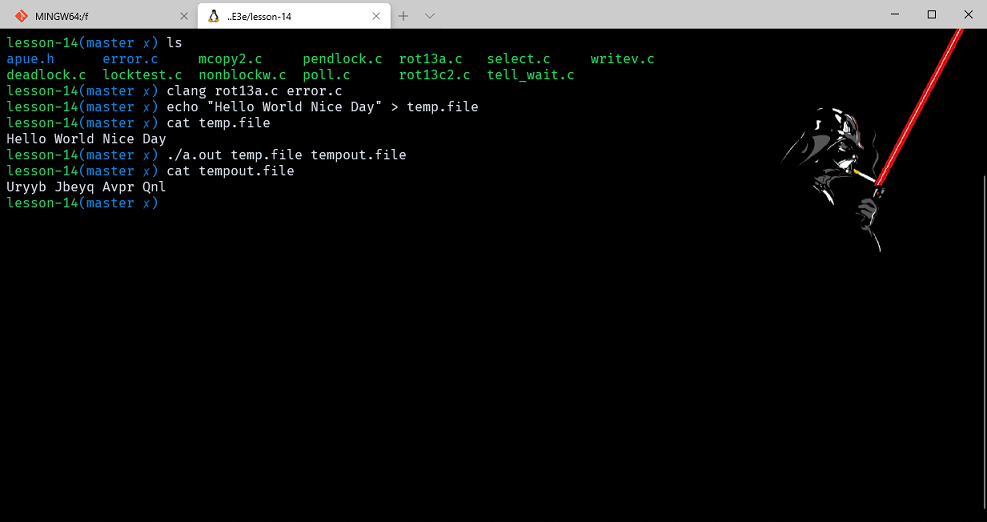 MINGW64:/f
..E3e/lesson-14
lesson-14(master x) ls
apue.h error.c mcopy2.c pendlock.c rot13a.c select.c writev.c
deadlock.c locktest.c nonblockw.c poll.c rot13c2.c tell_wait.c
lesson-14(master x) clang rot13a.c error.c
lesson-14(master x) echo "Hello World Nice Day" > temp.file
lesson-14(master x) cat temp.file
Hello World Nice Day
lesson-14(master x) ./a.out temp.file tempout.file
lesson-14(master x) cat tempout.file
Uryyb Jbeyq Avpr Qnl
lesson-14(master x)